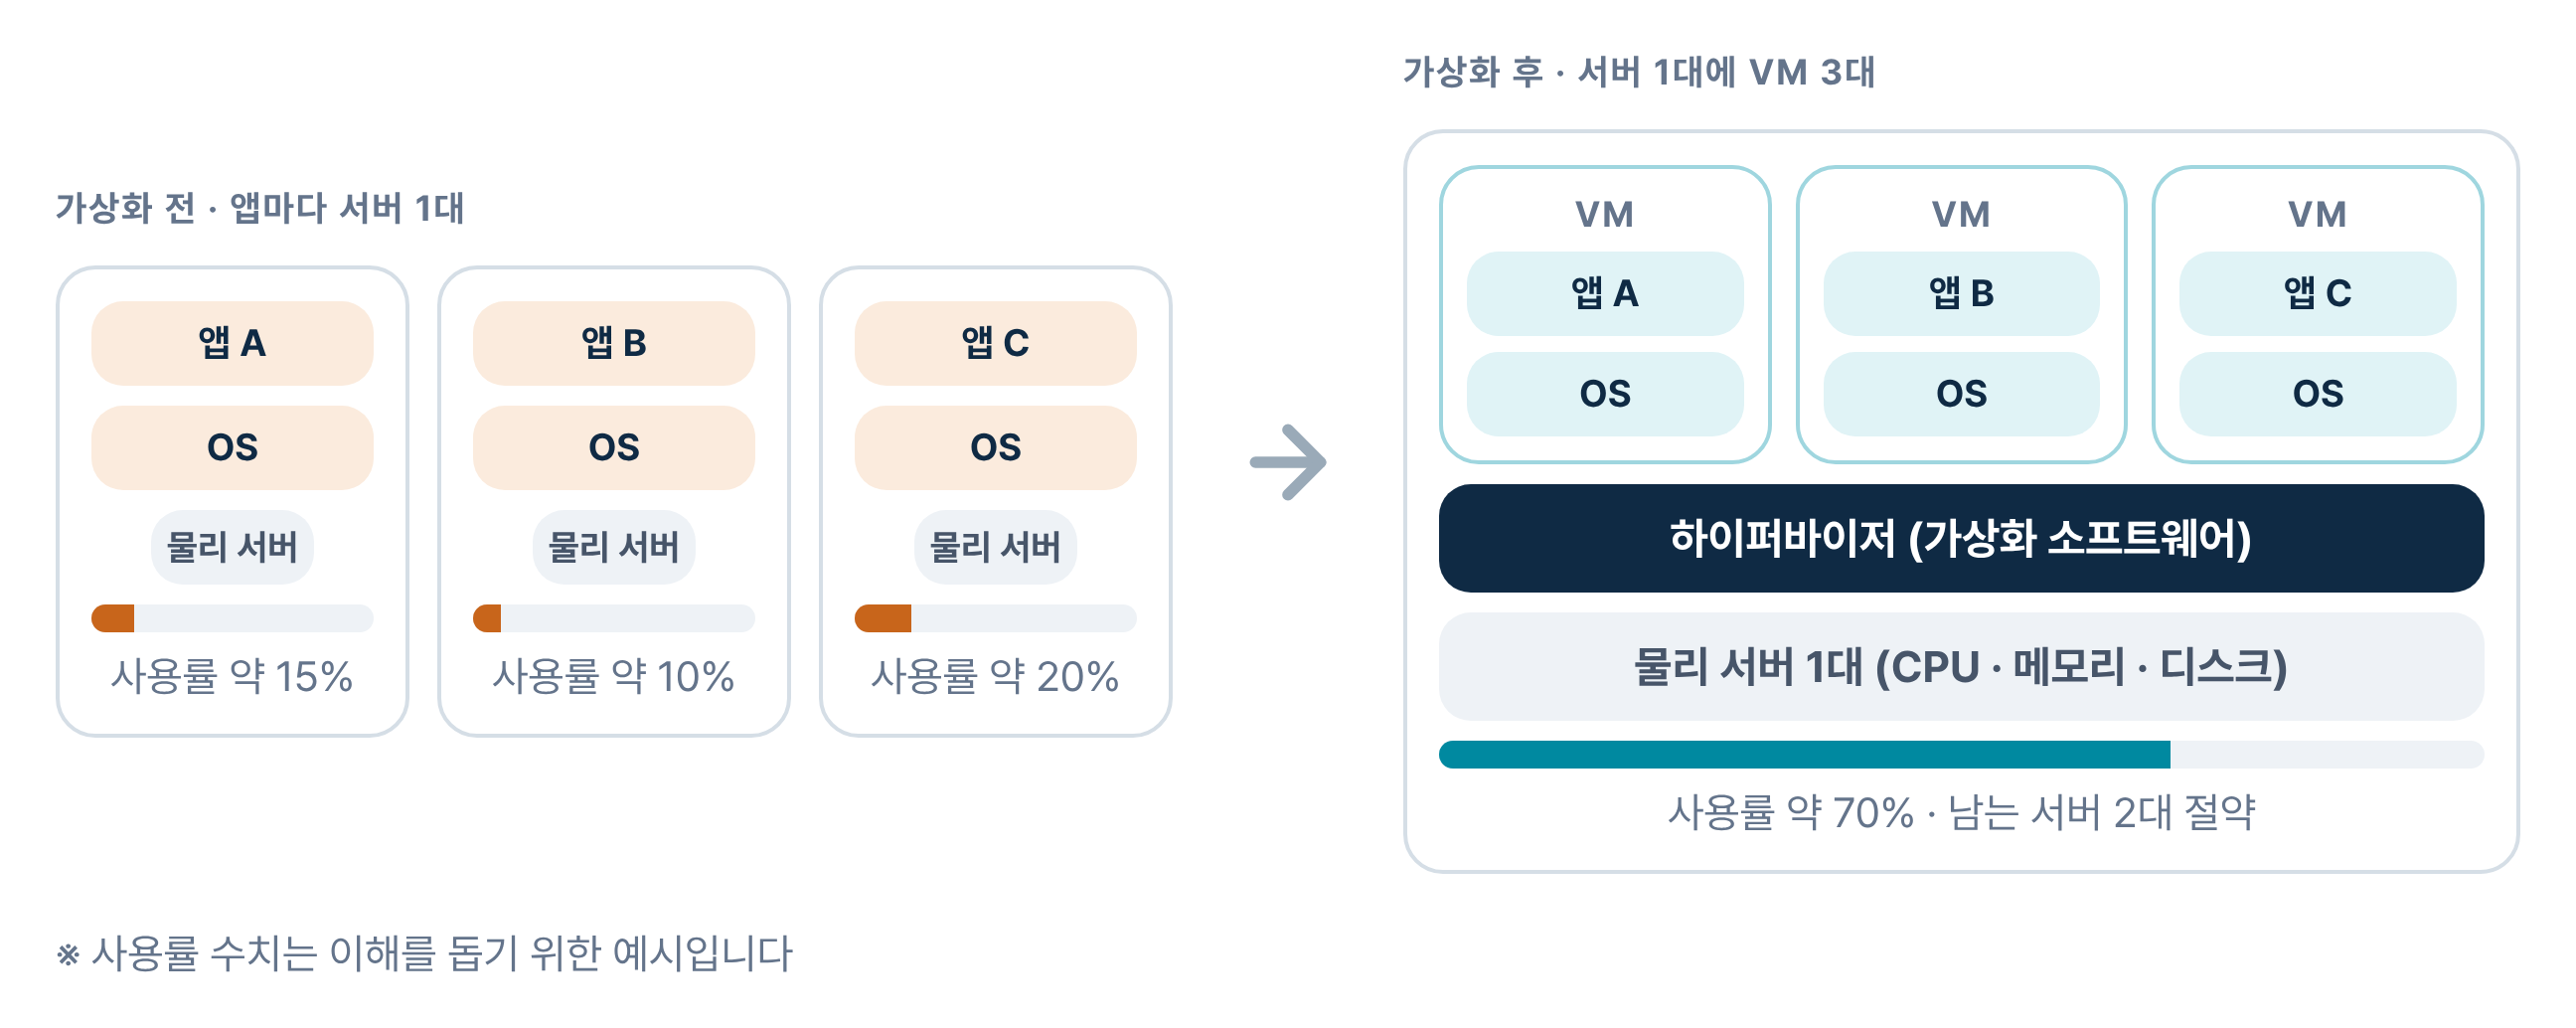 가상화 전 · 앱마다 서버 1대
앱 A
OS
물리 서버
사용률 약 15%
앱 B
OS
물리 서버
사용률 약 10%
앱 C
OS
물리 서버
사용률 약 20%
가상화 후 · 서버 1대에 VM 3대
VM
앱 A
OS
VM
앱 B
OS
VM
앱 C
OS
하이퍼바이저 (가상화 소프트웨어)
물리 서버 1대 (CPU · 메모리 · 디스크)
사용률 약 70% · 남는 서버 2대 절약
※ 사용률 수치는 이해를 돕기 위한 예시입니다